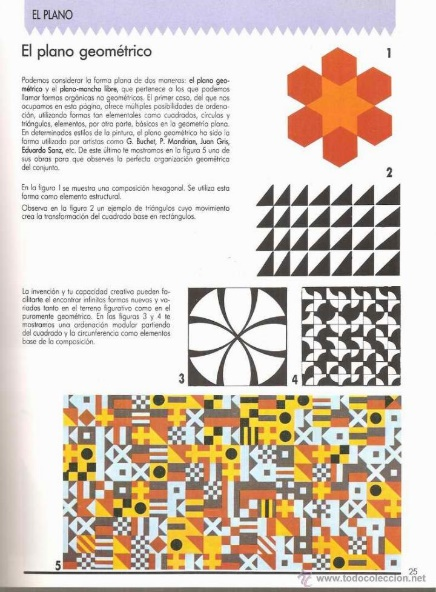 EL PLANO
El plano geométrico
Podemos considerar la forma plana de dos maneras: el plano geo-
métrico y el plano-mancha libre, que pertenece a los que podemos
llamar formas orgánicas no geométricas. El primer caso, del que nos
ocupamos en esta página, ofrece múltiples posibilidades de ordena-
ción, utilizando formas tan elementales como cuadrados, círculos y
triángulos, elementos, por otra parte, básicos en la geometría plana.
En determinados estilos de la pintura, el plano geométrico ha sido la
forma utilizada por artistas como G. Buchet, P. Mondrian, Juan Gris,
Eduardo Sanz, etc. De este último te mostramos en la figura 5 una de
sus obras para que observes la perfecta organización geométrica
del conjunto.
En la figura 1 se muestra una composición hexagonal. Se utiliza esta
forma como elemento estructural.
Observa en la figura 2 un ejemplo de triángulos cuyo movimiento
crea la transformación del cuadrado base en rectángulos.
La invención y tu capacidad creativa pueden fa-
cilitarte el encontrar infinitas formas nuevas y va-
riadas tanto en el terreno figurativo como en el
puramente geométrico. En las figuras 3 y 4 te
mostramos una ordenación modular partiendo
del cuadrado y la circunferencia como elementos
base de la composición.
1
2
3
4
5
25
www.todocoleccion.net